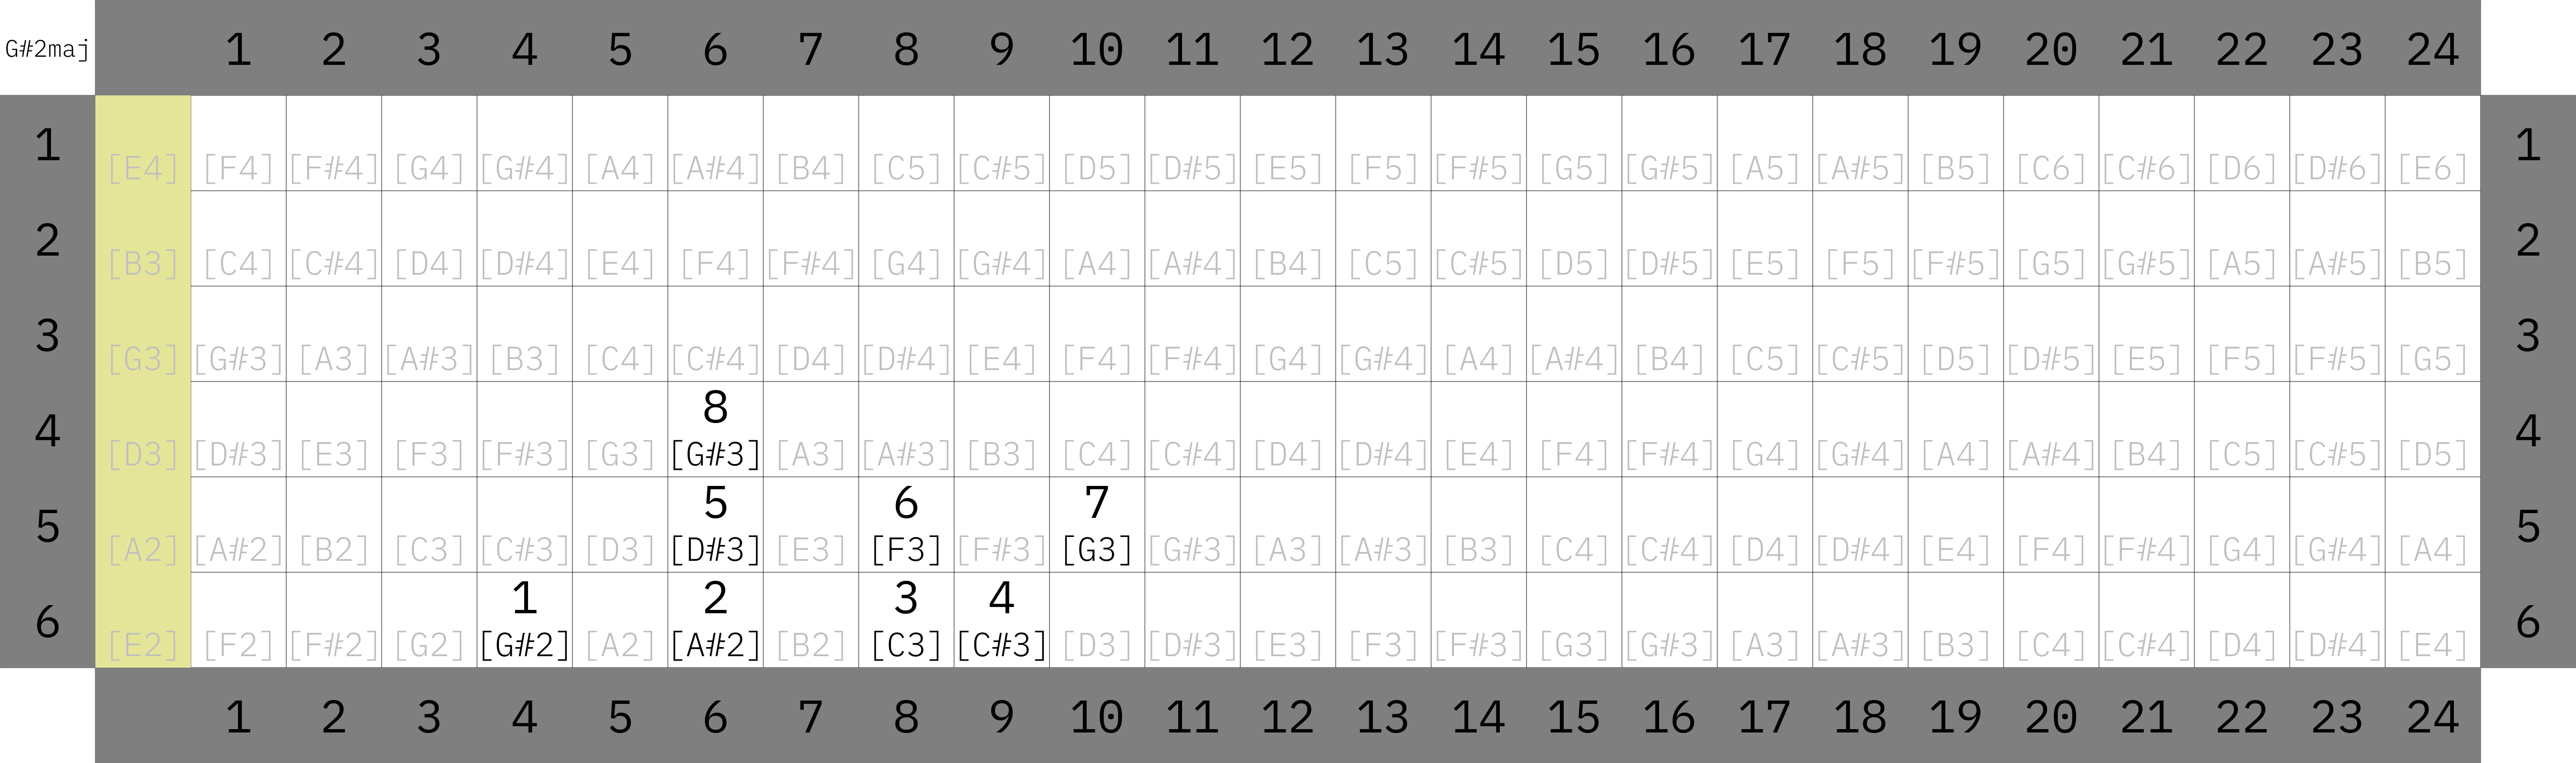 G#2maj 1 2 3 4 5 6 7 8 9 10 11 12 13 14 15 16 17 18 19 20 21 22 23 24
1 [E4] [F4] [F#4] [G4] [G#4] [A4] [A#4] [B4] [C5] [C#5] [D5] [D#5] [E5] [F5] [F#5] [G5] [G#5] [A5] [A#5] [B5] [C6] [C#6] [D6] [D#6] [E6] 1
2 [B3] [C4] [C#4] [D4] [D#4] [E4] [F4] [F#4] [G4] [G#4] [A4] [A#4] [B4] [C5] [C#5] [D5] [D#5] [E5] [F5] [F#5] [G5] [G#5] [A5] [A#5] [B5] 2
3 [G3] [G#3] [A3] [A#3] [B3] [C4] [C#4] [D4] [D#4] [E4] [F4] [F#4] [G4] [G#4] [A4] [A#4] [B4] [C5] [C#5] [D5] [D#5] [E5] [F5] [F#5] [G5] 3
8
4 [D3] [D#3] [E3] [F3] [F#3] [G3] [G#3] [A3] [A#3] [B3] [C4] [C#4] [D4] [D#4] [E4] [F4] [F#4] [G4] [G#4] [A4] [A#4] [B4] [C5] [C#5] [D5] 4
5 6 7
5 [A2] [A#2] [B2] [C3] [C#3] [D3] [D#3] [E3] [F3] [F#3] [G3] [G#3] [A3] [A#3] [B3] [C4] [C#4] [D4] [D#4] [E4] [F4] [F#4] [G4] [G#4] [A4] 5
1 2 3 4
6 [E2] [F2] [F#2] [G2] [G#2] [A2] [A#2] [B2] [C3] [C#3] [D3] [D#3] [E3] [F3] [F#3] [G3] [G#3] [A3] [A#3] [B3] [C4] [C#4] [D4] [D#4] [E4] 6
1 2 3 4 5 6 7 8 9 10 11 12 13 14 15 16 17 18 19 20 21 22 23 24